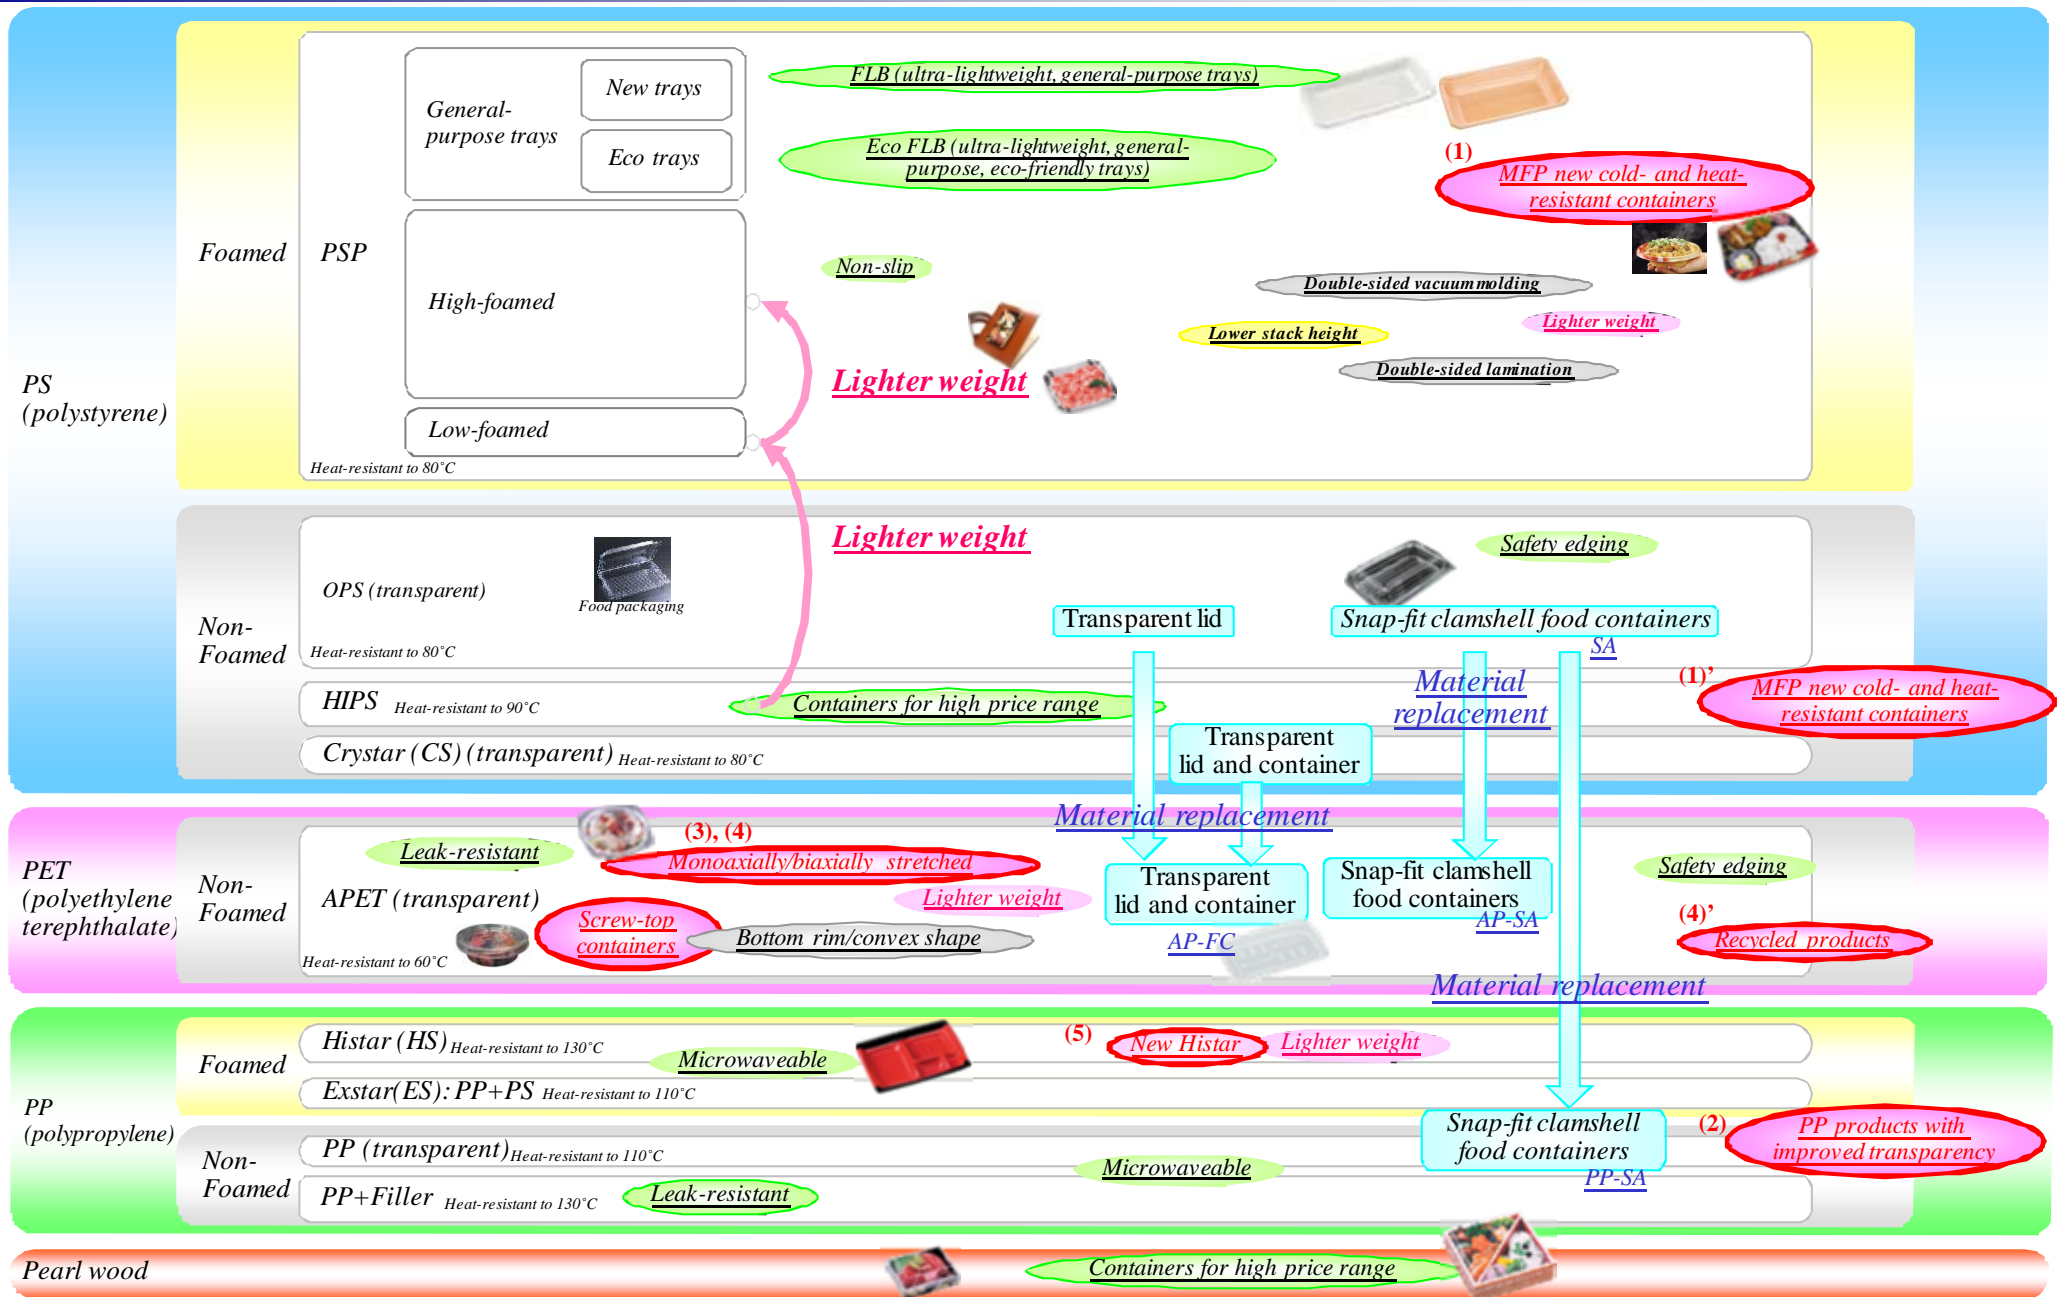 PS
(polystyrene)
Foamed
PSP
General-
purpose trays
New trays
Eco trays
FLB (ultra-lightweight, general-purpose trays)
Eco FLB (ultra-lightweight, general-
purpose, eco-friendly trays)
(1)
MFP new cold- and heat-
resistant containers
High-foamed
Non-slip
Double-sided vacuum molding
Lower stack height
Lighter weight
Double-sided lamination
Lighter weight
Low-foamed
Heat-resistant to 80˚C
Non-
Foamed
OPS (transparent)
Food packaging
Heat-resistant to 80˚C
Lighter weight
Safety edging
Transparent lid
Snap-fit clamshell food containers
SA
Material
replacement
(1)’
MFP new cold- and heat-
resistant containers
HIPS Heat-resistant to 90˚C
Containers for high price range
Crystar (CS) (transparent) Heat-resistant to 80˚C
Transparent
lid and container
Material replacement
PET
(polyethylene
terephthalate)
Non-
Foamed
Leak-resistant
(3), (4)
Monoaxially/biaxially stretched
APET (transparent)
Lighter weight
Screw-top
containers
Bottom rim/convex shape
Heat-resistant to 60˚C
Transparent
lid and container
AP-FC
Snap-fit clamshell
food containers
AP-SA
Safety edging
(4)’
Recycled products
Material replacement
PP
(polypropylene)
Foamed
Histar (HS) Heat-resistant to 130˚C
Microwaveable
(5)
New Histar
Lighter weight
Exstar(ES): PP+PS Heat-resistant to 110˚C
Non-
Foamed
PP (transparent) Heat-resistant to 110˚C
Microwaveable
Snap-fit clamshell
food containers
PP-SA
(2)
PP products with
improved transparency
PP+Filler Heat-resistant to 130˚C
Leak-resistant
Pearl wood
Containers for high price range